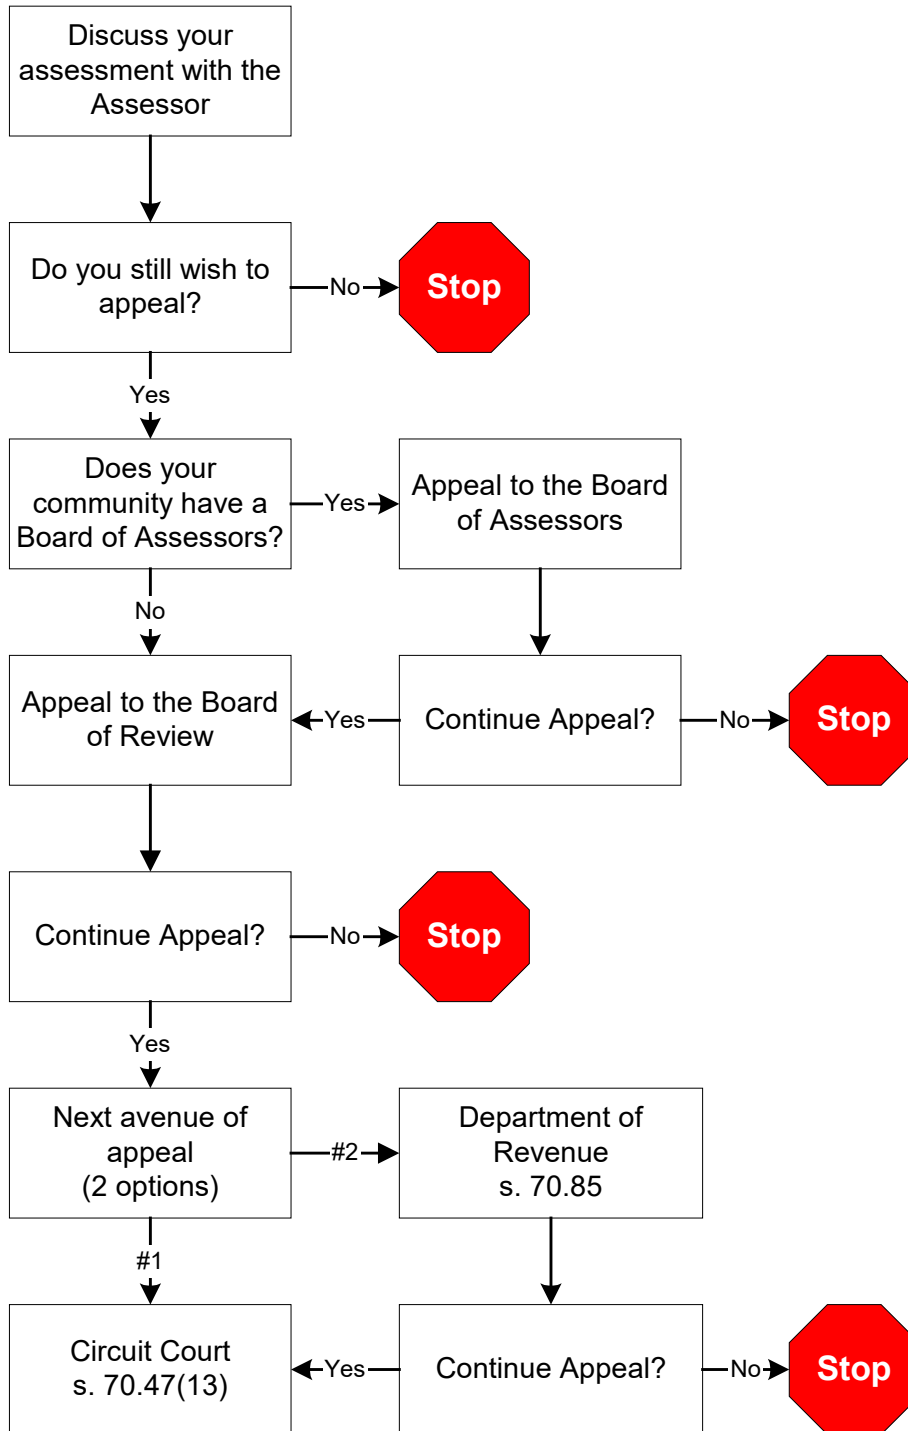 Discuss your
assessment with the
Assessor
Do you still wish to
appeal?
No
Stop
Yes
Does your
community have a
Board of Assessors?
Yes
Appeal to the Board
of Assessors
No
Appeal to the Board
of Review
Yes
Continue Appeal?
No
Stop
Continue Appeal?
No
Stop
Yes
Next avenue of
appeal
(2 options)
#2
Department of
Revenue
s. 70.85
#1
Circuit Court
s. 70.47(13)
Yes
Continue Appeal?
No
Stop